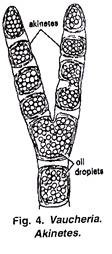 akinetes
oil
droplets
Fig. 4. Vaucheria.
Akinetes.